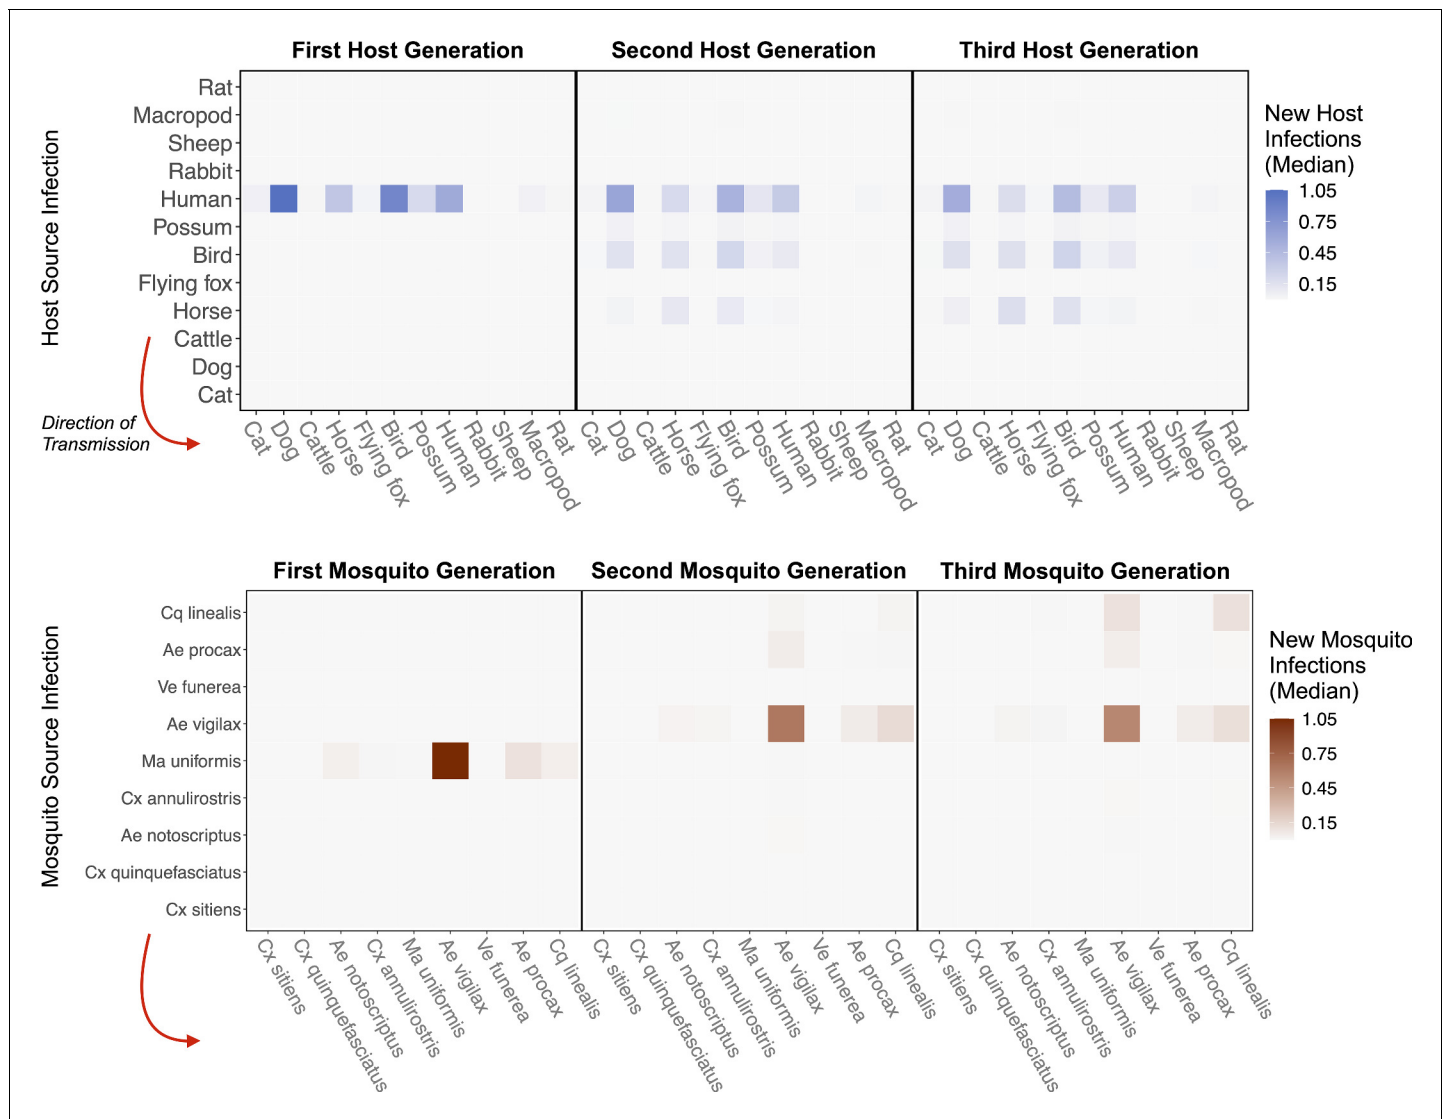 First Host Generation
Second Host Generation
Third Host Generation
Host Source Infection
Rat
Macropod
Sheep
Rabbit
Human
Possum
Bird
Flying fox
Horse
Cattle
Dog
Cat
New Host
Infections
(Median)
1.05
0.75
0.45
0.15
Direction of
Transmission
Cat
Dog
Cattle
Horse
Flying fox
Bird
Possum
Human
Rabbit
Sheep
Macropod
Rat
Cat
Dog
Cattle
Horse
Flying fox
Bird
Possum
Human
Rabbit
Sheep
Macropod
Rat
Cat
Dog
Cattle
Horse
Flying fox
Bird
Possum
Human
Rabbit
Sheep
Macropod
Rat
First Mosquito Generation
Second Mosquito Generation
Third Mosquito Generation
Mosquito Source Infection
Cq linealis
Ae procax
Ve funerea
Ae vigilax
Ma uniformis
Cx annulirostris
Ae notoscriptus
Cx quinquefasciatus
Cx sitiens
New Mosquito
Infections
(Median)
1.05
0.75
0.45
0.15
Cx sitiens
Cx quinquefasciatus
Ae notoscriptus
Cx annulirostris
Ma uniformis
Ae vigilax
Ve funerea
Ae procax
Cq linealis
Cx sitiens
Cx quinquefasciatus
Ae notoscriptus
Cx annulirostris
Ma uniformis
Ae vigilax
Ve funerea
Ae procax
Cq linealis
Cx sitiens
Cx quinquefasciatus
Ae notoscriptus
Cx annulirostris
Ma uniformis
Ae vigilax
Ve funerea
Ae procax
Cq linealis